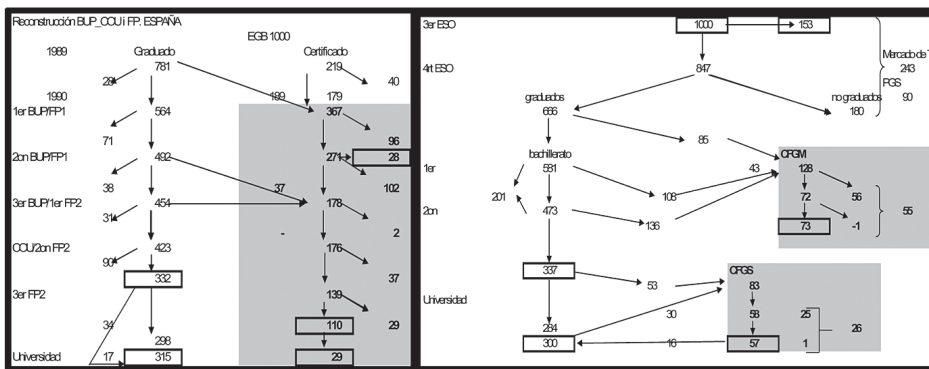 Reconstrucción BUP_COU i FP. ESPAÑA
EGB 1000
1989 Graduado Certificado
781 219
28 40
1990 189 179
1er BUP/FP1 564 367
71 96
2on BUP/FP1 492 271 28
38 37 102
3er BUP/1er FP2 454 178
31 - 2
COU/2on FP2 423 176
90 37
332
3er FP2 139
34 110 29
298
Universidad 17 315 29
3er ESO 1000 153
Mercado de T
4rt ESO 847 243
PGS
graduados no graduados 90
666 180
85
bachillerato CFGM
1er 581 43 128
201 108 72 56
2on 473 55
136 73 -1
337 CFGS
53 83
Universidad 30 58 25
284 26
300 16 57 1